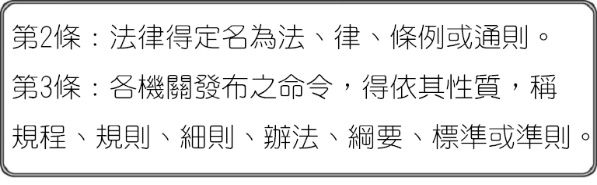 第2條：法律得定名為法、律、條例或通則。
第3條：各機關發布之命令，得依其性質，稱
規程、規則、細則、辦法、綱要、標準或準則。